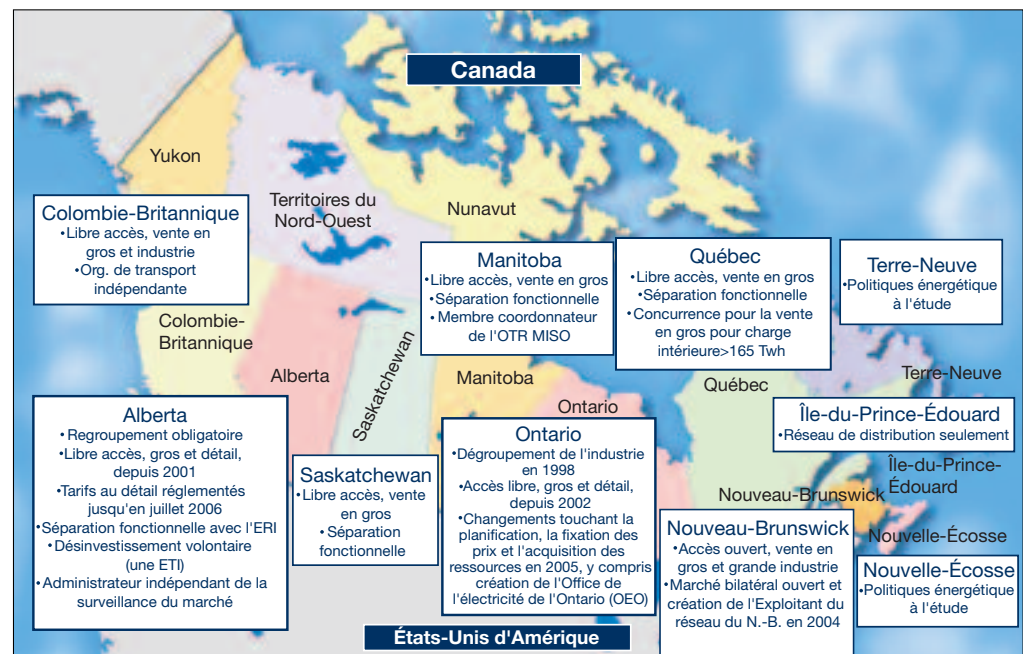 Canada
Yukon
Territoires du
Nord-Ouest
Nunavut
Colombie-Britannique
•Libre accès, vente en
gros et industrie
•Org. de transport
indépendante
Manitoba
•Libre accès, vente en gros
•Séparation fonctionnelle
•Membre coordonnateur
de l'OTR MISO
Québec
•Libre accès, vente en gros
•Séparation fonctionnelle
•Concurrence pour la vente
en gros pour charge
intérieure>165 Twh
Terre-Neuve
•Politiques énergétique
à l'étude
Colombie-
Britannique
Alberta
Saskatchewan
Manitoba
Ontario
Québec
Terre-Neuve
Alberta
•Regroupement obligatoire
•Libre accès, gros et détail,
depuis 2001
•Tarifs au détail réglementés
jusqu'en juillet 2006
•Séparation fonctionnelle avec l'ERI
•Désinvestissement volontaire
(une ETI)
•Administrateur indépendant de la
surveillance du marché
Saskatchewan
•Libre accès, vente
en gros
•Séparation
fonctionnelle
Ontario
•Dégroupement de l'industrie
en 1998
•Accès libre, gros et détail,
depuis 2002
•Changements touchant la
planification, la fixation des
prix et l'acquisition des
ressources en 2005, y compris
création de l'Office de
l'électricité de l'Ontario (OEO)
Île-du-Prince-Édouard
•Réseau de distribution seulement
Île-du-Prince-
Édouard
Nouveau-Brunswick
Nouvelle-Écosse
Nouveau-Brunswick
•Accès ouvert, vente en
gros et grande industrie
•Marché bilatéral ouvert et
création de l'Exploitant du
réseau du N.-B. en 2004
Nouvelle-Écosse
•Politiques énergétique
à l'étude
États-Unis d'Amérique